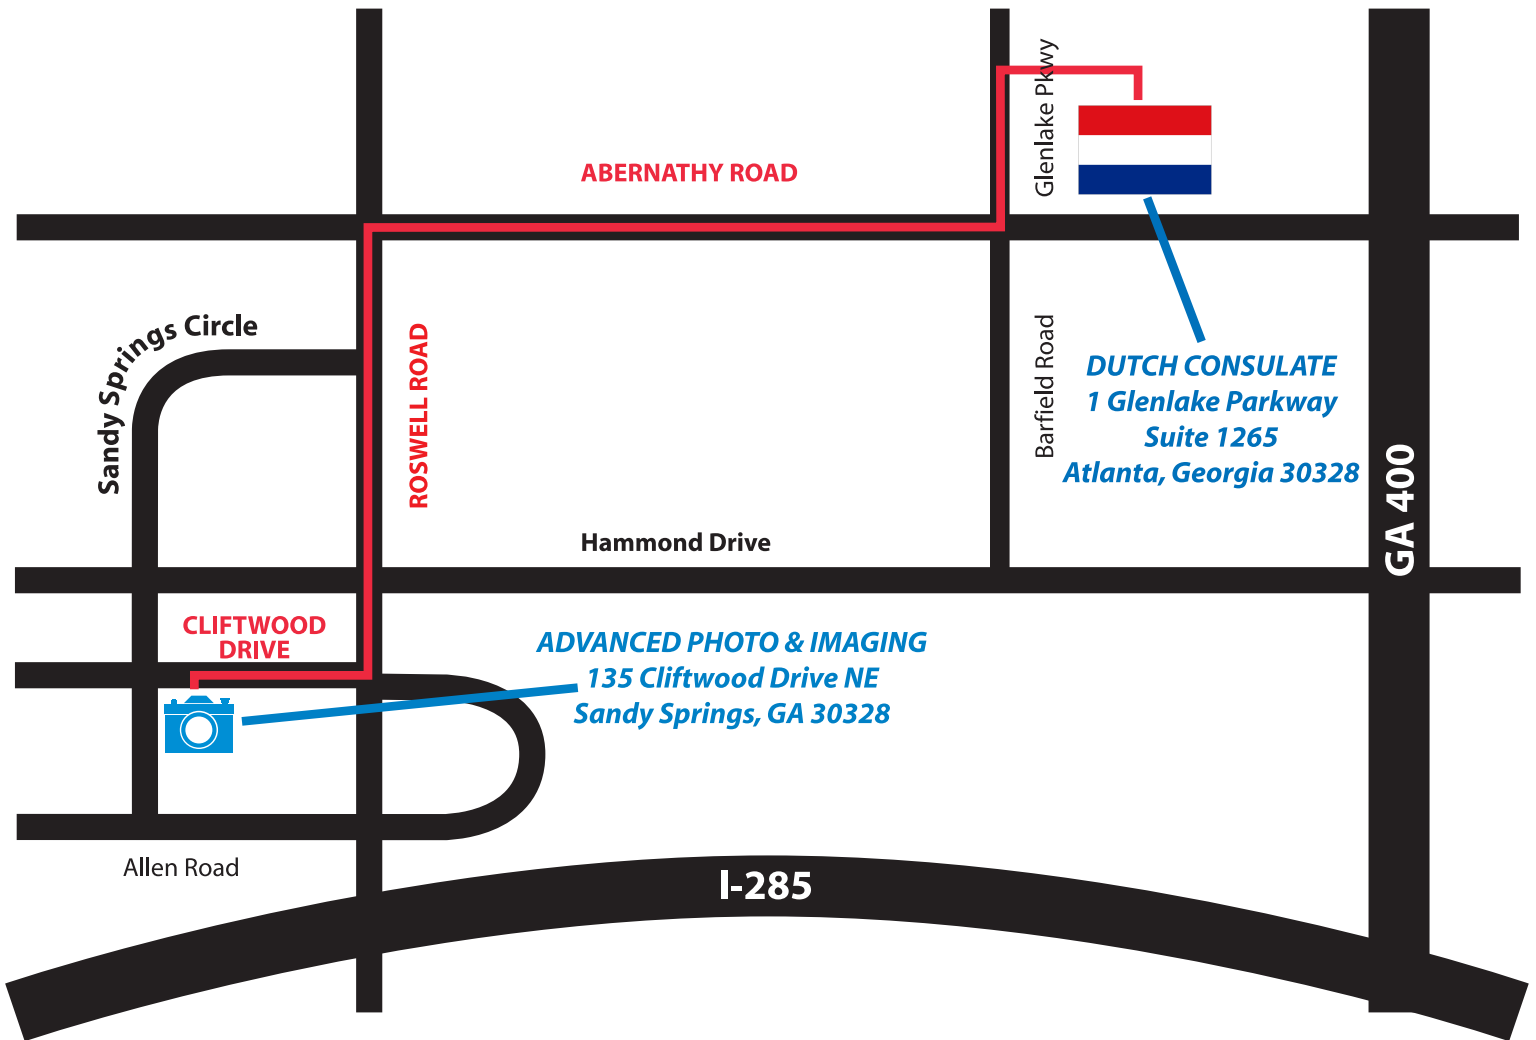 Glenlake Pkwy
ABERNATHY ROAD
Sandy Springs Circle
ROSWELL ROAD
Barfield Road
DUTCH CONSULATE
1 Glenlake Parkway
Suite 1265
Atlanta, Georgia 30328
GA 400
Hammond Drive
CLIFTWOOD
DRIVE
ADVANCED PHOTO & IMAGING
135 Cliftwood Drive NE
Sandy Springs, GA 30328
Allen Road
I-285